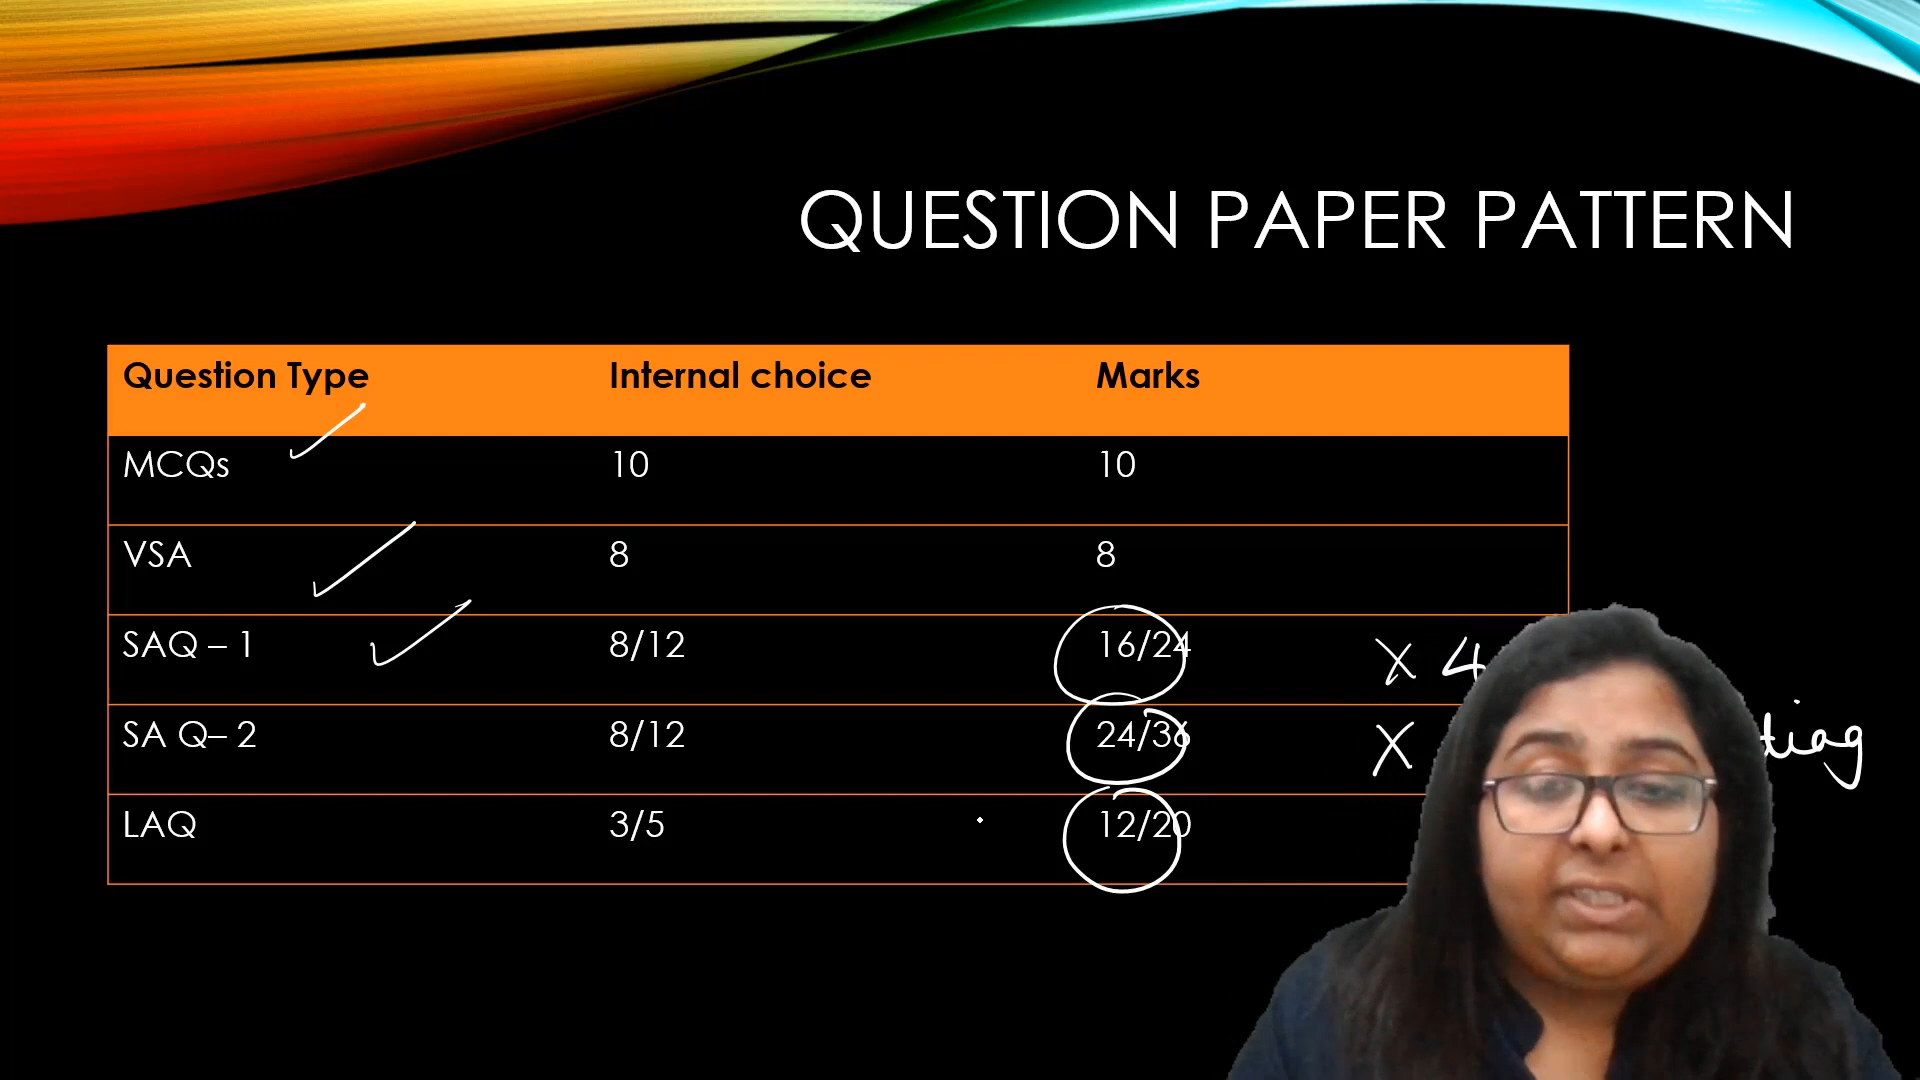 QUESTION PAPER PATTERN
Question Type Internal choice Marks
MCQs 10 10
VSA 8 8
SAQ – 1 8/12 16/24 X 4
SA Q– 2 8/12 24/36 X
LAQ 3/5 12/20